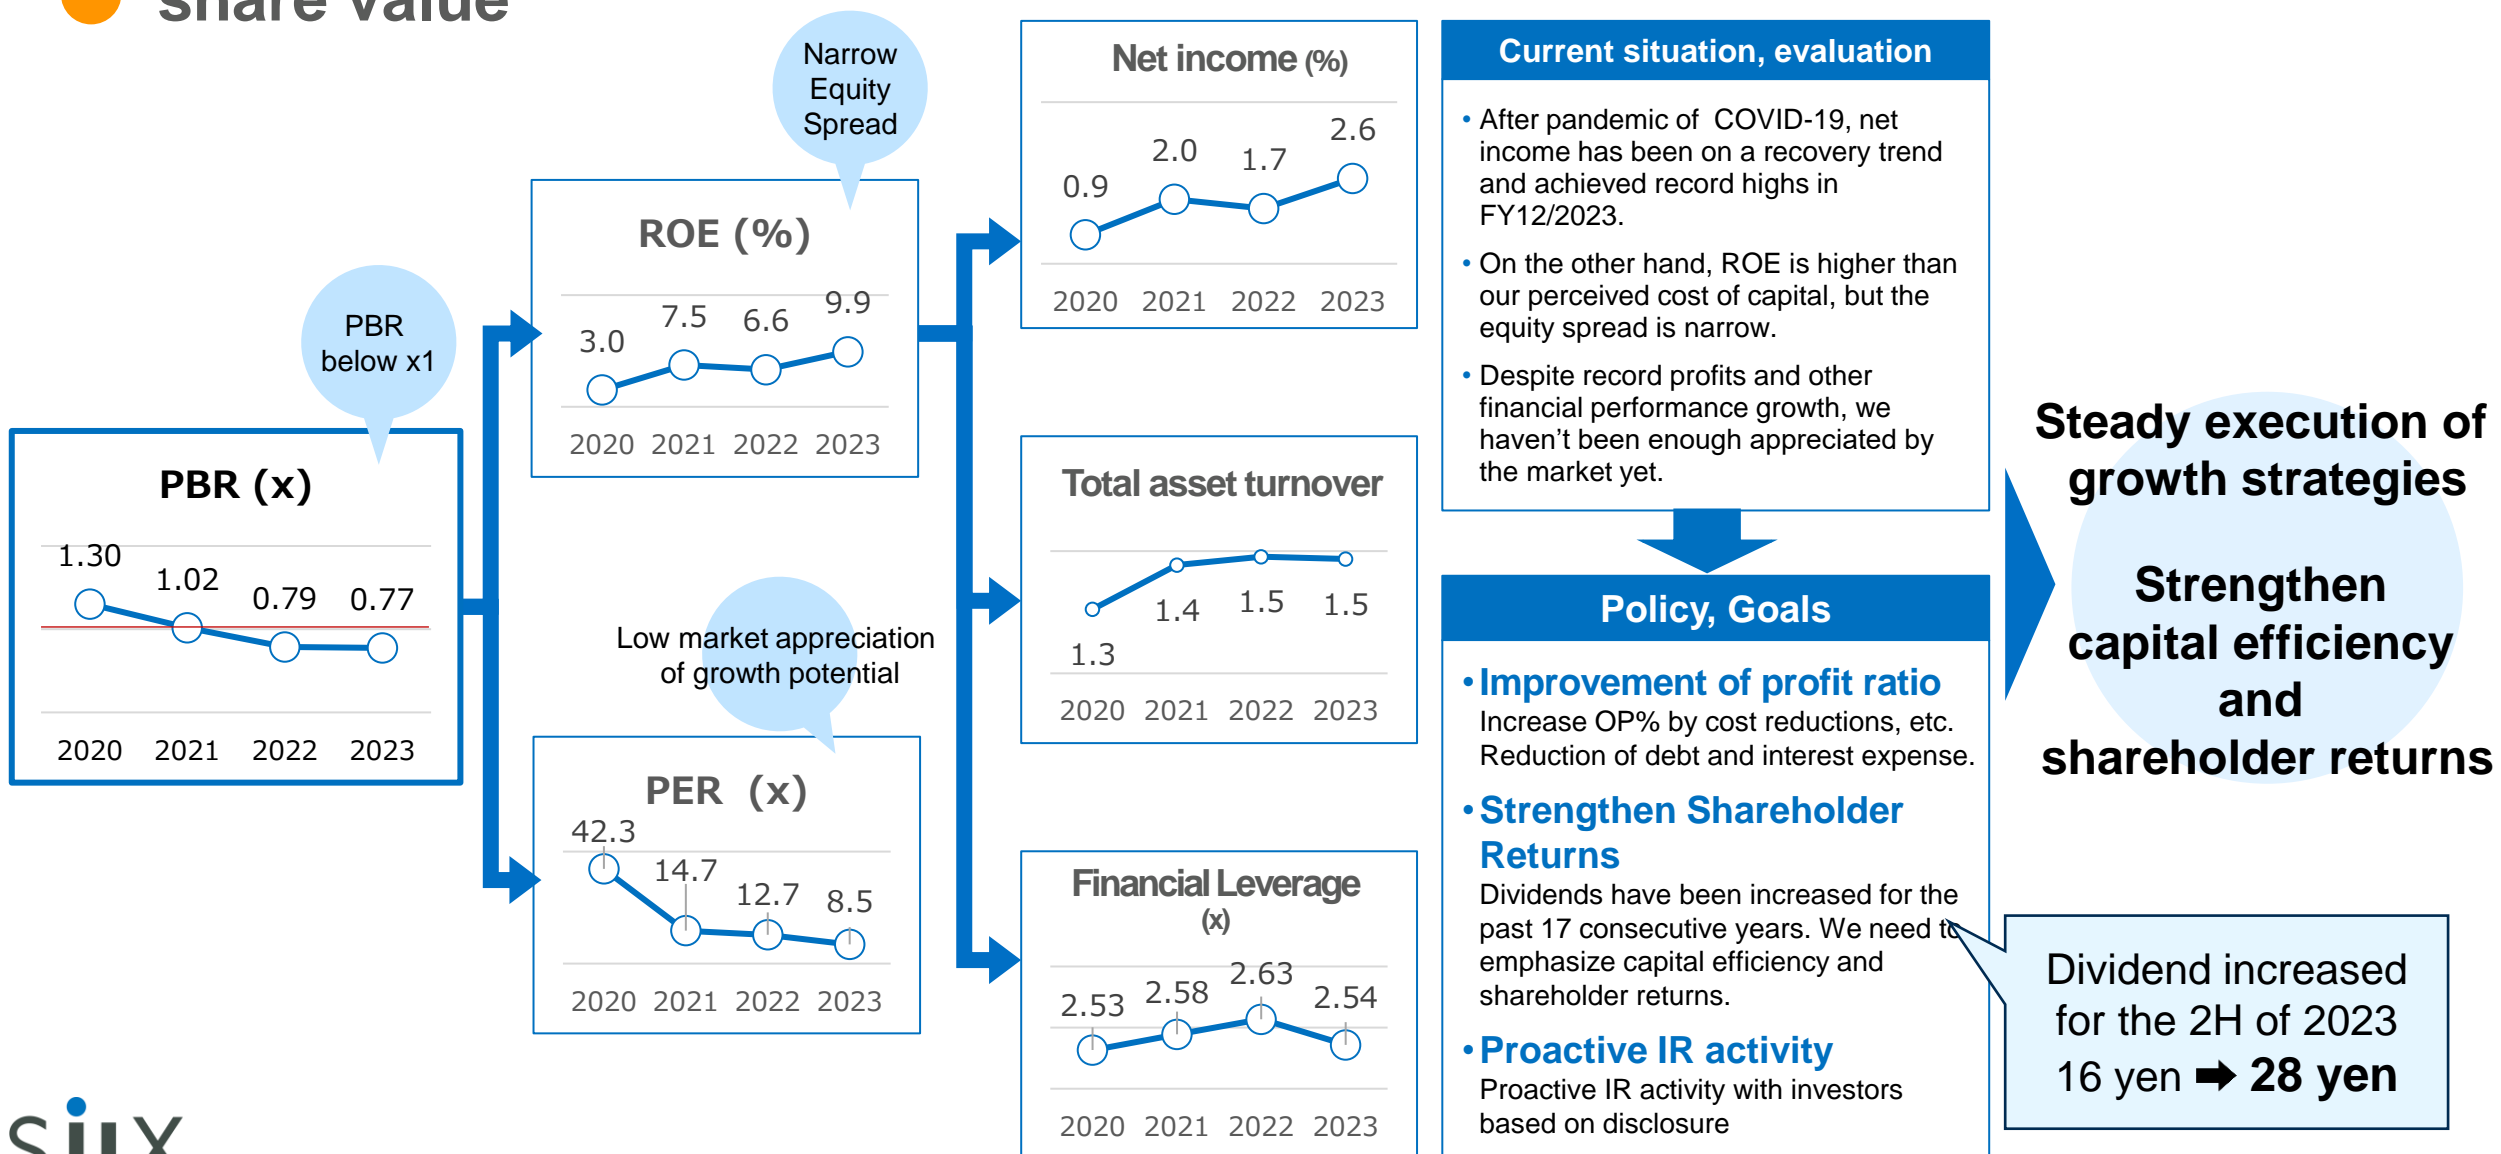 share value
Narrow
Equity
Spread
PBR
below x1
PBR (x)
1.30
1.02
0.79
0.77
2020 2021 2022 2023
ROE (%)
3.0
7.5
6.6
9.9
2020 2021 2022 2023
Low market appreciation
of growth potential
PER (x)
42.3
14.7
12.7
8.5
2020 2021 2022 2023
Net income (%)
0.9
2.0
1.7
2.6
2020 2021 2022 2023
Total asset turnover
1.3
1.4
1.5
1.5
2020 2021 2022 2023
Financial Leverage
(x)
2.53
2.58
2.63
2.54
2020 2021 2022 2023
Current situation, evaluation
• After pandemic of COVID-19, net
income has been on a recovery trend
and achieved record highs in
FY12/2023.
• On the other hand, ROE is higher than
our perceived cost of capital, but the
equity spread is narrow.
• Despite record profits and other
financial performance growth, we
haven’t been enough appreciated by
the market yet.
Policy, Goals
• Improvement of profit ratio
Increase OP% by cost reductions, etc.
Reduction of debt and interest expense.
• Strengthen Shareholder
Returns
Dividends have been increased for the
past 17 consecutive years. We need to
emphasize capital efficiency and
shareholder returns.
• Proactive IR activity
Proactive IR activity with investors
based on disclosure
Steady execution of
growth strategies
Strengthen
capital efficiency
and
shareholder returns
Dividend increased
for the 2H of 2023
16 yen ➡ 28 yen
siix